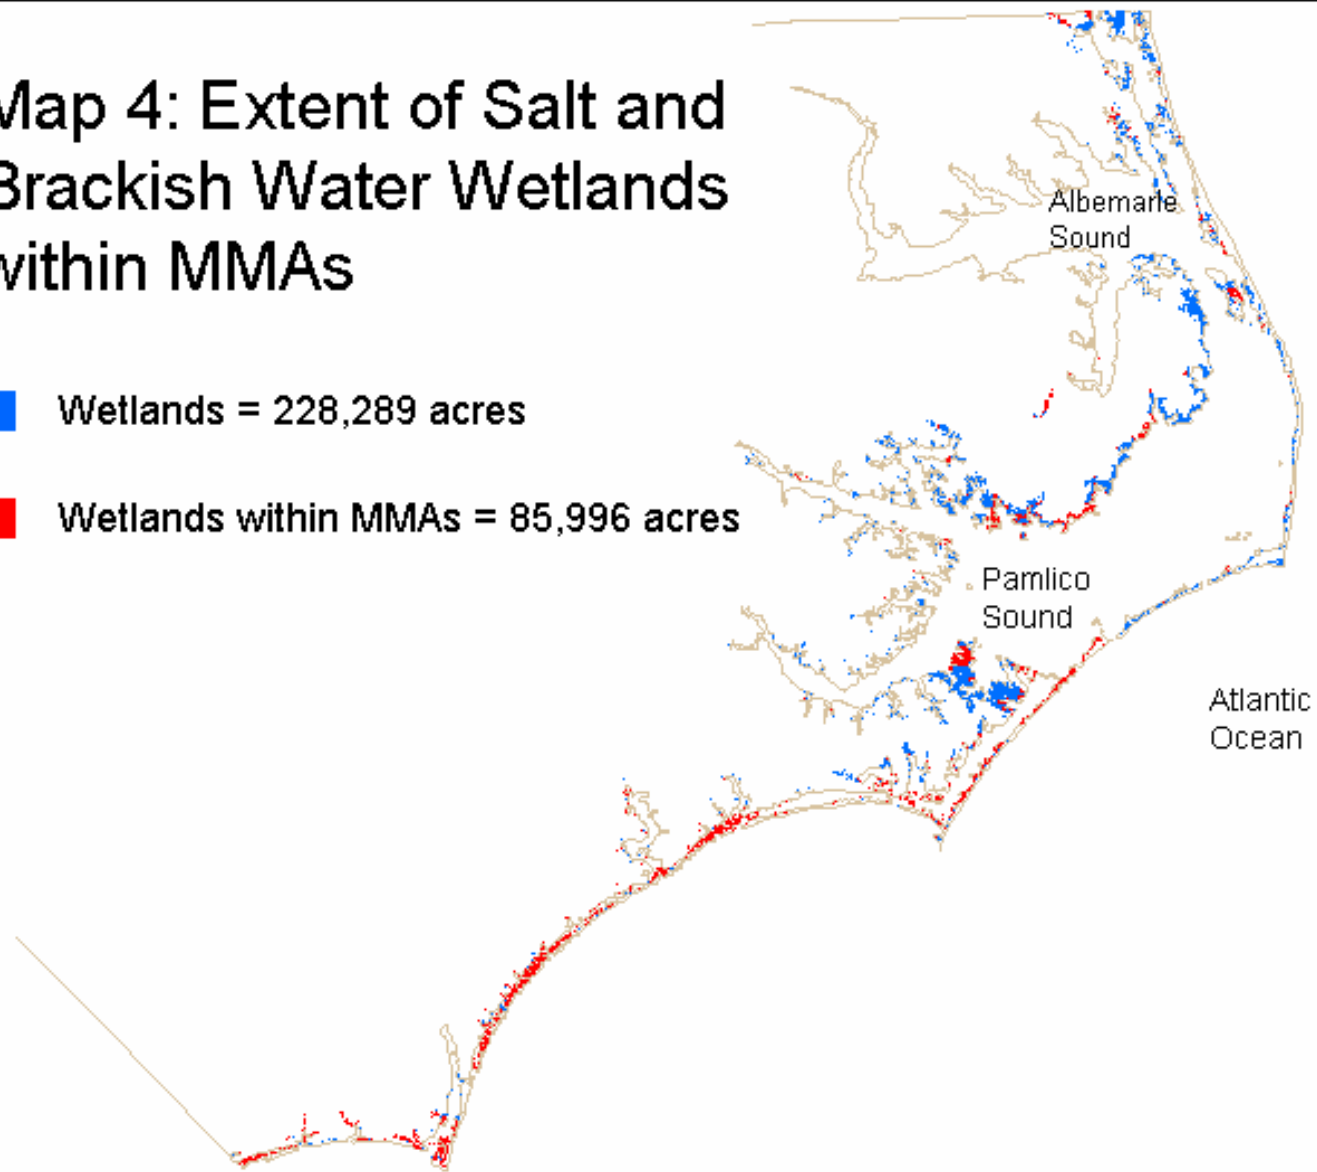 Map 4: Extent of Salt and
Brackish Water Wetlands
within MMAs
Wetlands = 228,289 acres
Wetlands within MMAs = 85,996 acres
Albemarle
Sound
Pamlico
Sound
Atlantic
Ocean